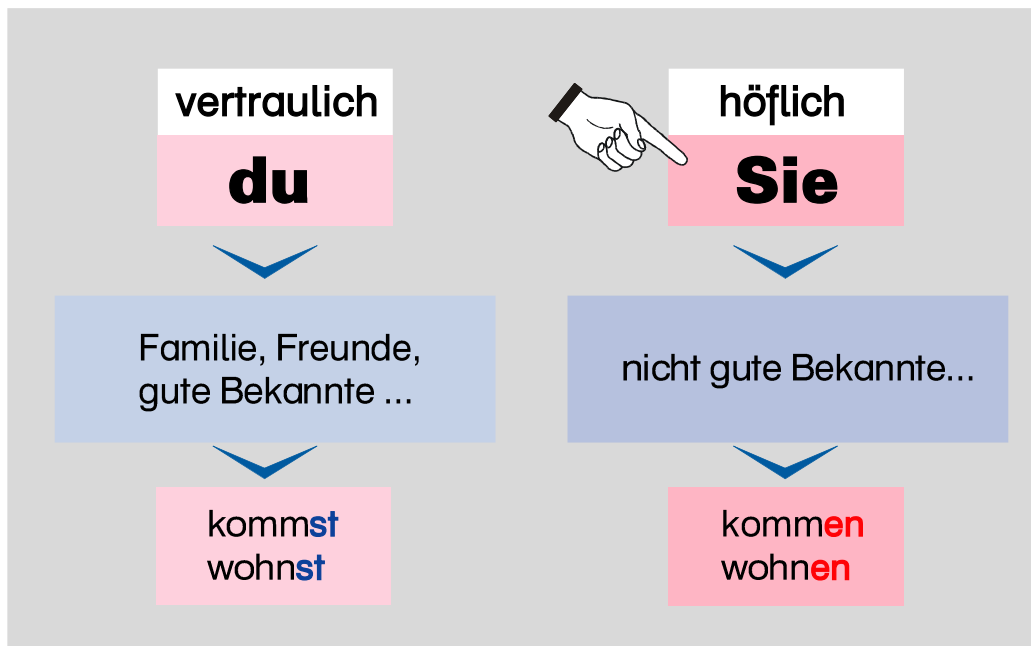 vertraulich
du
Familie, Freunde,
gute Bekannte ...
kommst
wohnst
höflich
Sie
nicht gute Bekannte...
kommen
wohnen